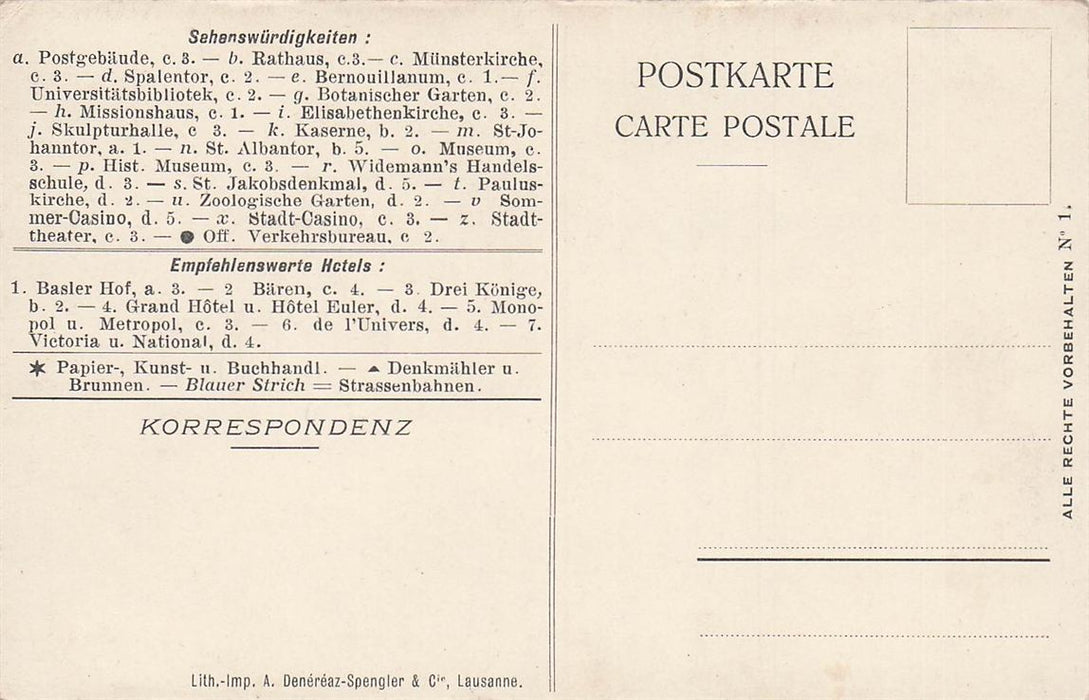 Sehenswürdigkeiten :
a. Postgebäude, c. 3. — b. Rathaus, c.3.— c. Münsterkirche,
c. 3. — d. Spalentor, c. 2. — e. Bernouillanum, c. 1.— f.
Universitätsbibliotek, c. 2. — g. Botanischer Garten, c. 2.
— h. Missionshaus, c. 1. — i. Elisabethenkirche, c. 3. —
j. Skulpturhalle, c 3. — k. Kaserne, b. 2. — m. St-Jo-
hanntor, a. 1. — n. St. Albantor, b. 5. — o. Museum, c.
3. — p. Hist. Museum, c. 3. — r. Widemann's Handels-
schule, d. 3. — s. St. Jakobsdenkmal, d. 5. — t. Paulus-
kirche, d. 2. — u. Zoologische Garten, d. 2. — v Som-
mer-Casino, d. 5. — x. Stadt-Casino, c. 3. — z. Stadt-
theater, c. 3. — ● Off. Verkehrsbureau, c 2.
Empfehlenswerte Hotels :
1. Basler Hof, a. 3. — 2 Bären, c. 4. — 3. Drei Könige,
b. 2. — 4. Grand Hôtel u. Hôtel Euler, d. 4. — 5. Mono-
pol u. Metropol, c. 3. — 6. de l'Univers, d. 4. — 7.
Victoria u. National, d. 4.
✶ Papier-, Kunst- u. Buchhandl. — ▲ Denkmähler u.
Brunnen. — Blauer Strich = Strassenbahnen.
KORRESPONDENZ
Lith.-Imp. A. Denéréaz-Spengler & Cie, Lausanne.
POSTKARTE
CARTE POSTALE
ALLE RECHTE VORBEHALTEN No 1.